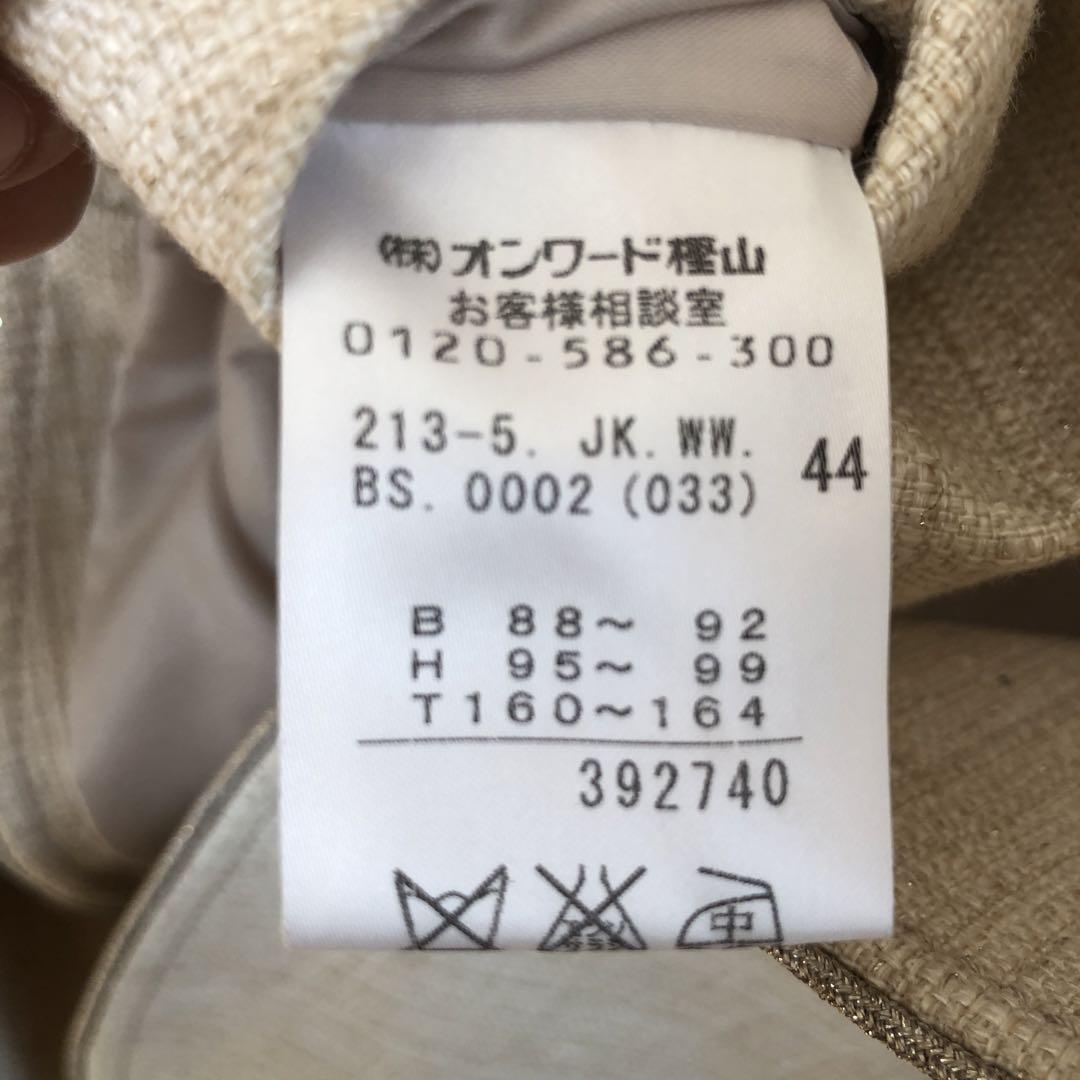 (株)オンワード樫山
お客様相談室
0120-586-300
213-5. JK. WW.
BS. 0002 (033)
44
B 88~ 92
H 95~ 99
T160~164
392740
中